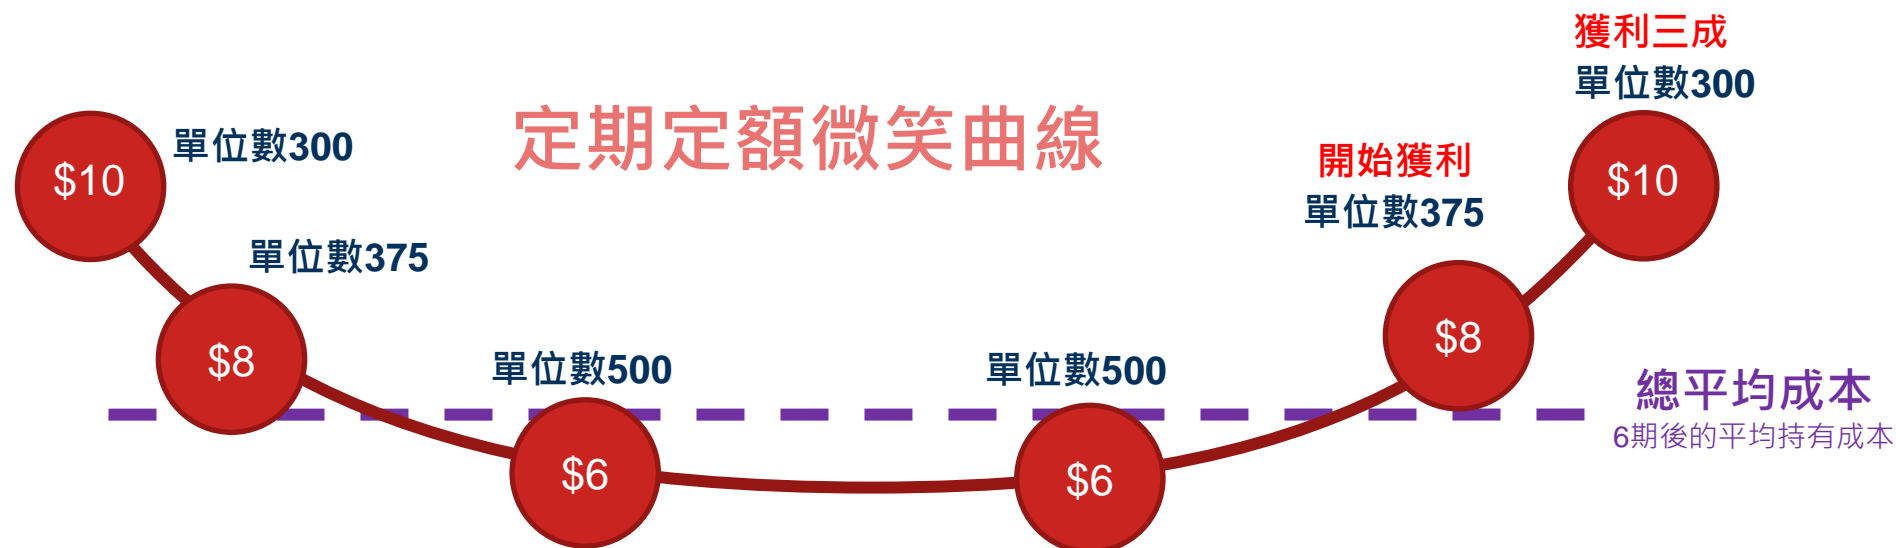 獲利三成
單位數300
定期定額微笑曲線
$10
單位數300
開始獲利
單位數375
$10
單位數375
$8
單位數500
單位數500
$8
總平均成本
6期後的平均持有成本
$6
$6